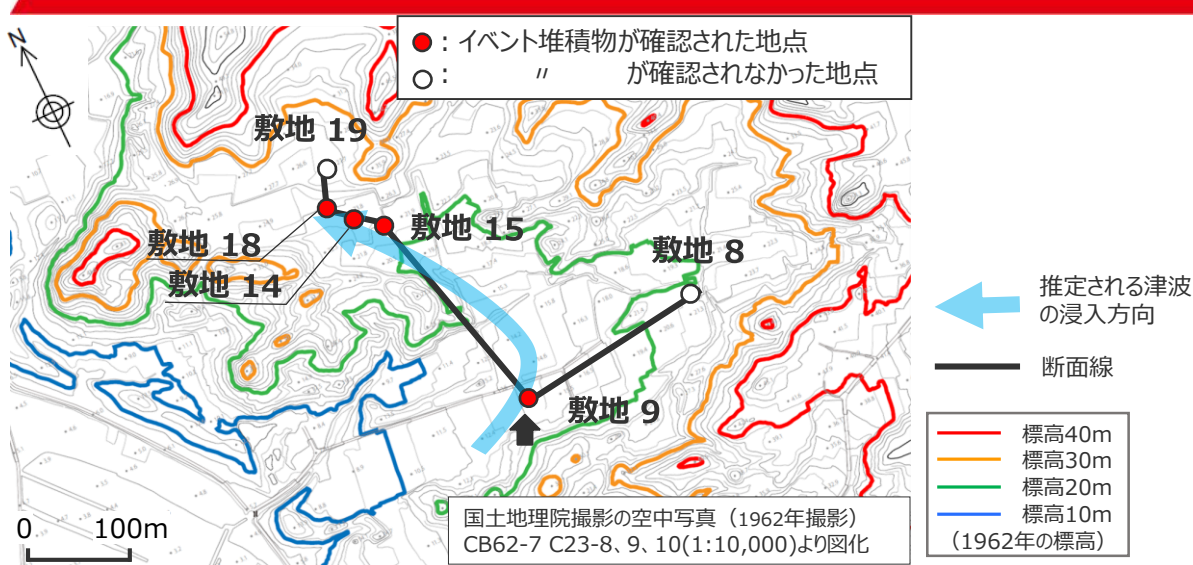 N
●: イベント堆積物が確認された地点
○: 〃 が確認されなかった地点
敷地 19
敷地 18
敷地 15
敷地 14
敷地 8
敷地 9
推定される津波
の浸入方向
断面線
標高40m
標高30m
標高20m
標高10m
(1962年の標高)
国土地理院撮影の空中写真(1962年撮影)
CB62-7 C23-8、9、10(1:10,000)より図化
0 100m